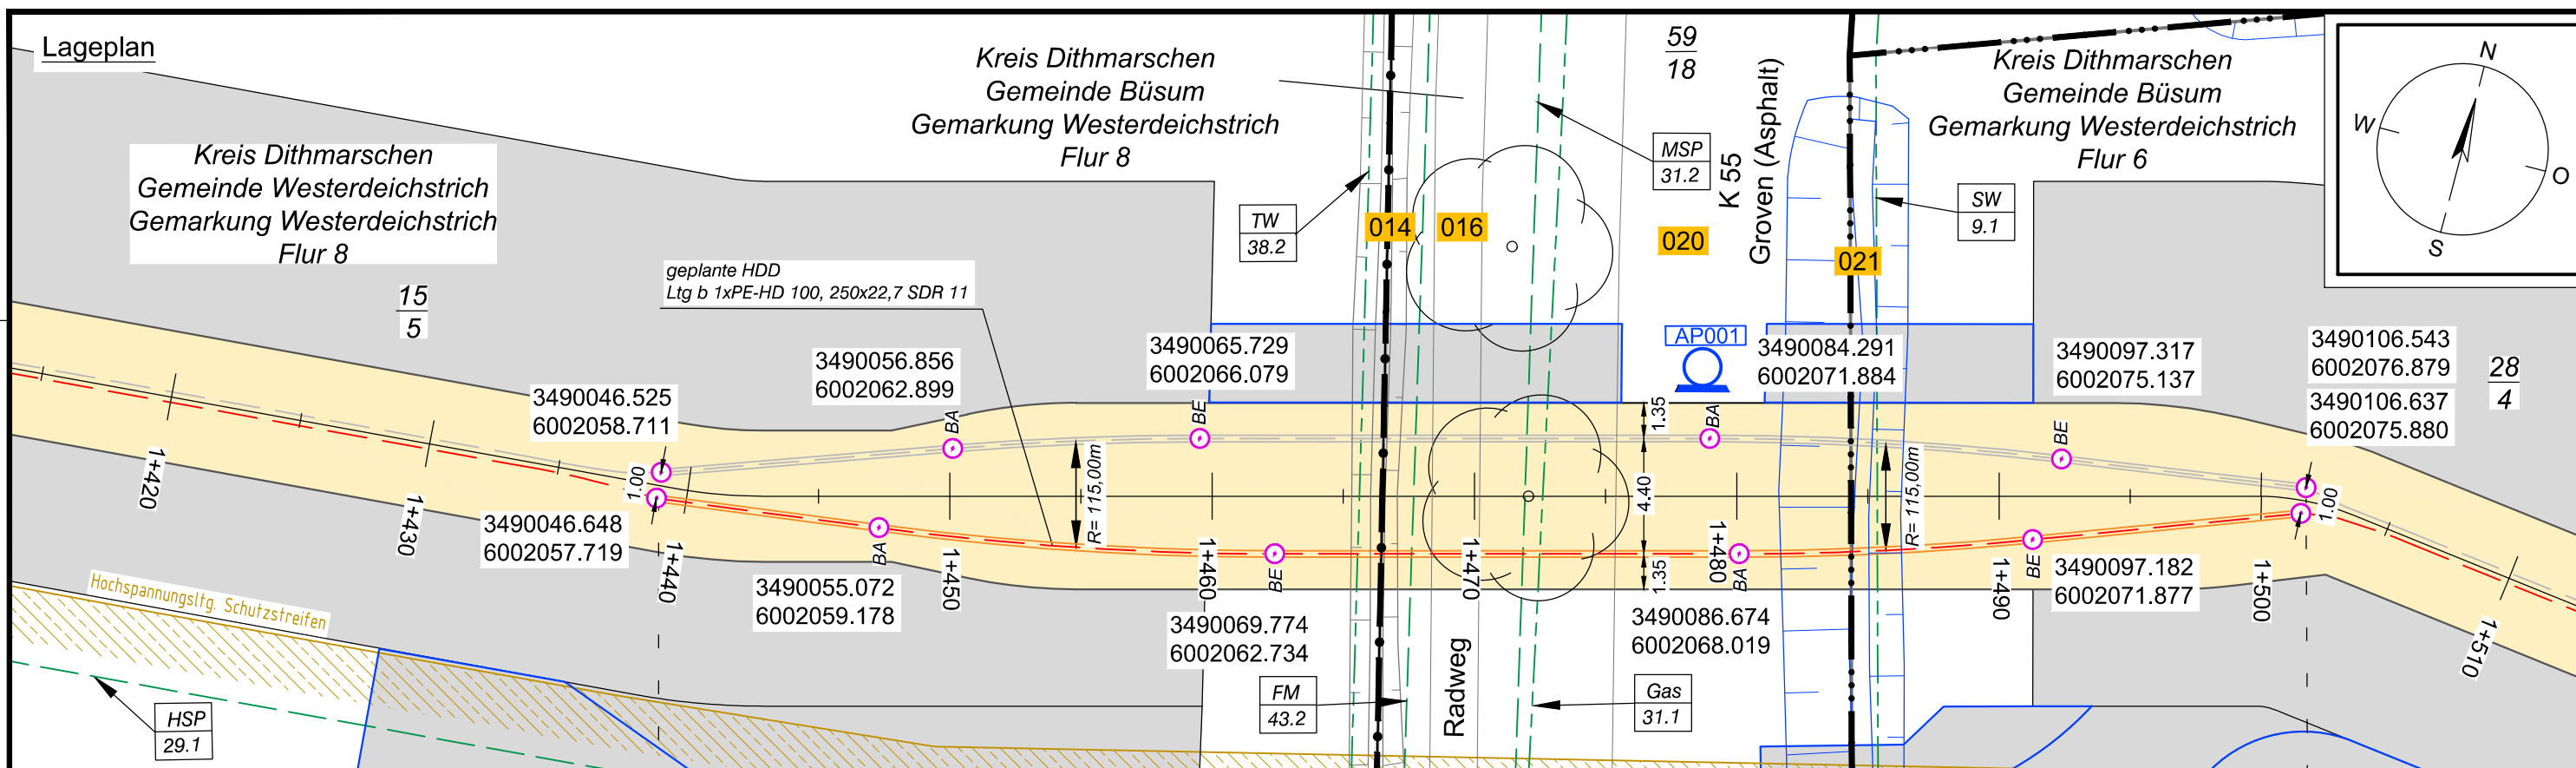 Lageplan
Kreis Dithmarschen
Gemeinde Westerdeichstrich
Gemarkung Westerdeichstrich
Flur 8
15
5
Kreis Dithmarschen
Gemeinde Büsum
Gemarkung Westerdeichstrich
Flur 8
59
18
Kreis Dithmarschen
Gemeinde Büsum
Gemarkung Westerdeichstrich
Flur 6
N
W
O
S
MSP
31.2
K 55
Groven (Asphalt)
TW
38.2
SW
9.1
014
016
020
021
geplante HDD
Ltg b 1xPE-HD 100, 250x22,7 SDR 11
AP001
3490046.525
6002058.711
3490056.856
6002062.899
3490065.729
6002066.079
3490084.291
6002071.884
3490097.317
6002075.137
3490106.543
6002076.879
3490106.637
6002075.880
28
4
BA
BE
BA
BE
1.35
4.40
1.35
1.00
1.00
R= 115,00m
R= 115,00m
BA
BE
BA
BE
1+420
1+430
1+440
1+450
1+460
1+470
1+480
1+490
1+500
1+510
3490046.648
6002057.719
3490055.072
6002059.178
3490069.774
6002062.734
3490086.674
6002068.019
3490097.182
6002071.877
Hochspannungsltg. Schutzstreifen
HSP
29.1
FM
43.2
Radweg
Gas
31.1